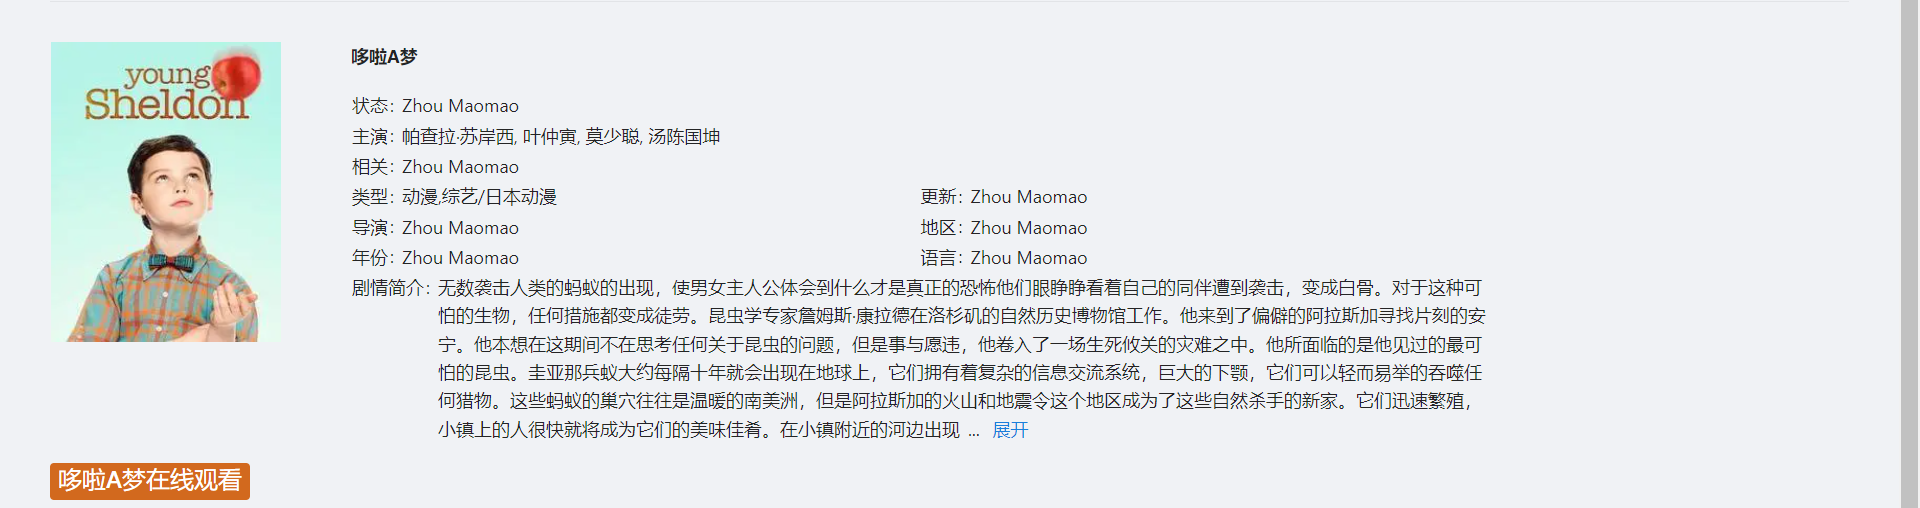 young
Sheldon
哆啦A梦
状态：Zhou Maomao
主演：帕查拉·苏岸西, 叶仲寅, 莫少聪, 汤陈国坤
相关：Zhou Maomao
类型：动漫,综艺/日本动漫
更新：Zhou Maomao
导演：Zhou Maomao
地区：Zhou Maomao
年份：Zhou Maomao
语言：Zhou Maomao
剧情简介：无数袭击人类的蚂蚁的出现，使男女主人公体会到什么才是真正的恐怖他们眼睁睁看着自己的同伴遭到袭击，变成白骨。对于这种可
怕的生物，任何措施都变成徒劳。昆虫学专家詹姆斯·康拉德在洛杉矶的自然历史博物馆工作。他来到了偏僻的阿拉斯加寻找片刻的安
宁。他本想在这期间不在思考任何关于昆虫的问题，但是事与愿违，他卷入了一场生死攸关的灾难之中。他所面临的是他见过的最可
怕的昆虫。圭亚那兵蚁大约每隔十年就会出现在地球上，它们拥有着复杂的信息交流系统，巨大的下颚，它们可以轻而易举的吞噬任
何猎物。这些蚂蚁的巢穴往往是温暖的南美洲，但是阿拉斯加的火山和地震令这个地区成为了这些自然杀手的新家。它们迅速繁殖，
小镇上的人很快就将成为它们的美味佳肴。在小镇附近的河边出现 ... 展开
哆啦A梦在线观看